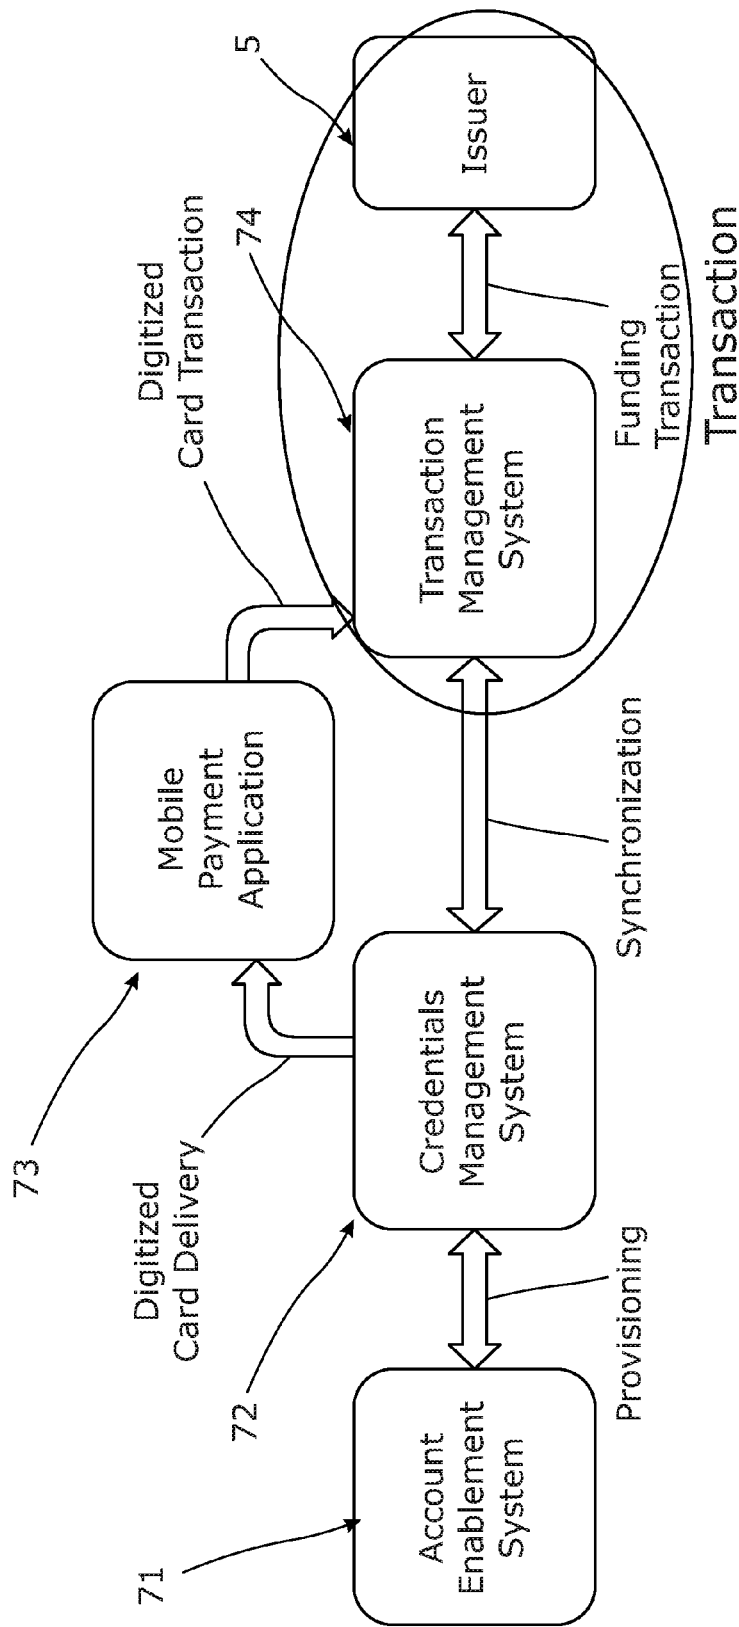 Digitized
Card Transaction
5
74
73
Mobile
Payment
Application
Digitized
Card Delivery
72
71
Account
Enablement
System
Credentials
Management
System
Transaction
Management
System
Issuer
Provisioning
Synchronization
Funding
Transaction
Transaction